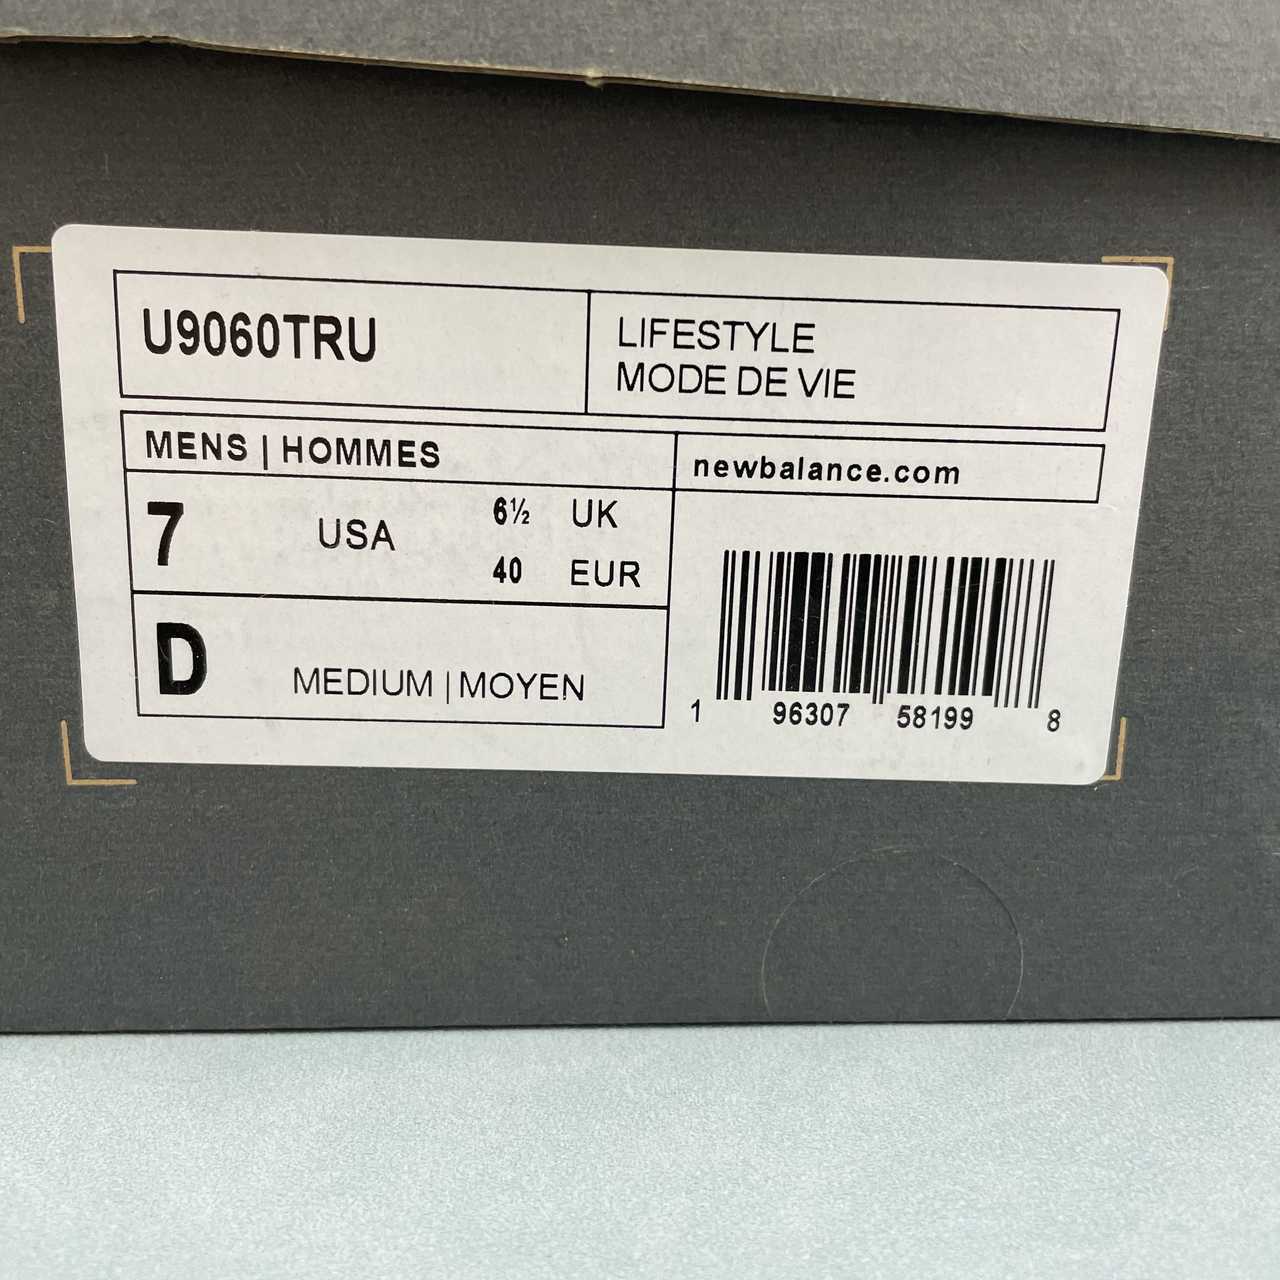 U9060TRU
LIFESTYLE
MODE DE VIE
MENS | HOMMES
newbalance.com
7 USA 6½ UK
40 EUR
D MEDIUM | MOYEN
1 96307 58199 8